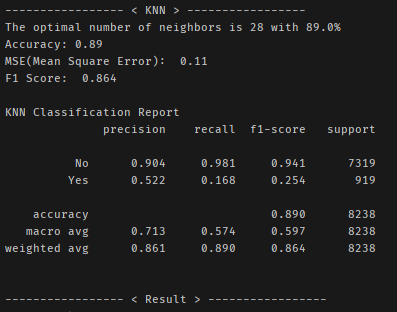 ----------------- < KNN > -----------------
The optimal number of neighbors is 28 with 89.0%
Accuracy: 0.89
MSE(Mean Square Error):  0.11
F1 Score:  0.864
KNN Classification Report
precision    recall  f1-score   support
No      0.904     0.981     0.941      7319
Yes      0.522     0.168     0.254       919
accuracy                          0.890      8238
macro avg      0.713     0.574     0.597      8238
weighted avg      0.861     0.890     0.864      8238
----------------- < Result > -----------------